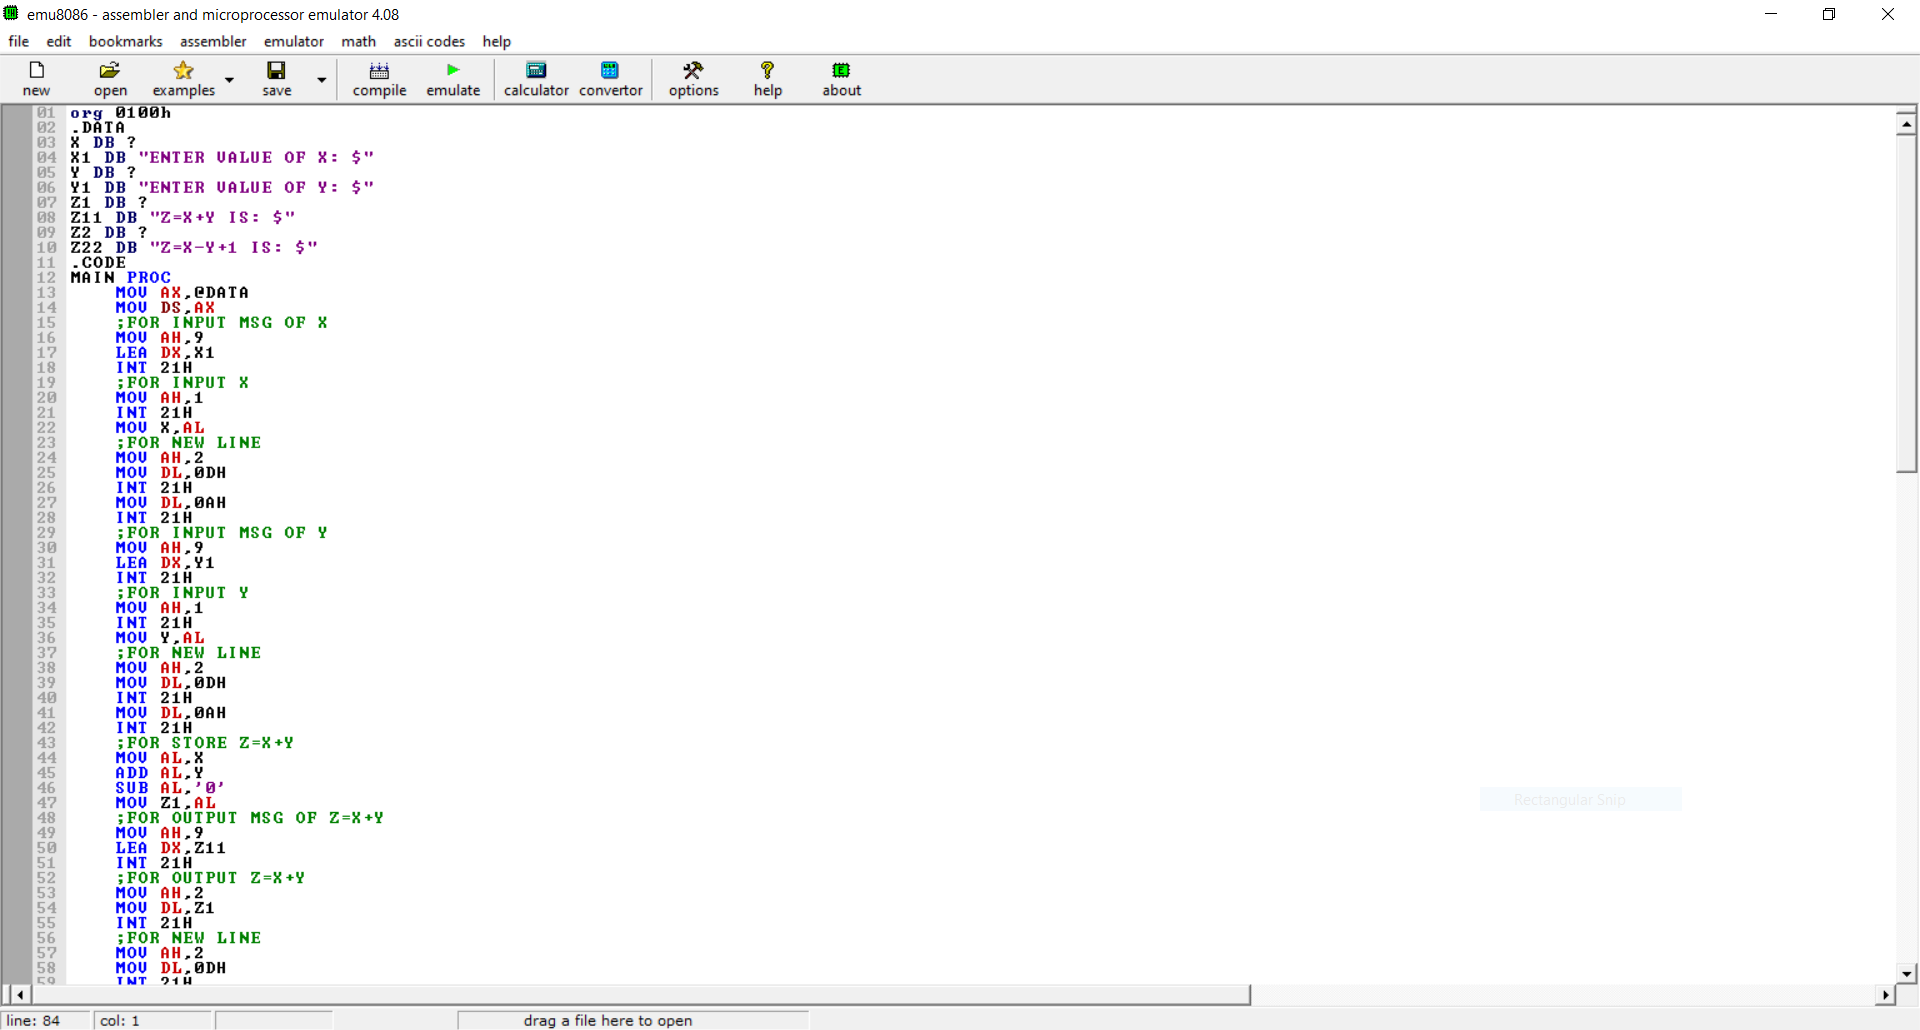 emu8086 - assembler and microprocessor emulator 4.08
file edit bookmarks assembler emulator math ascii codes help
new open examples save compile emulate calculator convertor options help about
01 org 0100h
02 .DATA
03 X DB ?
04 X1 DB "ENTER VALUE OF X: $"
05 Y DB ?
06 Y1 DB "ENTER VALUE OF Y: $"
07 Z1 DB ?
08 Z11 DB "Z=X+Y IS: $"
09 Z2 DB ?
10 Z22 DB "Z=X-Y+1 IS: $"
11 .CODE
12 MAIN PROC
13 MOV AX,@DATA
14 MOV DS,AX
15 ;FOR INPUT MSG OF X
16 MOV AH,9
17 LEA DX,X1
18 INT 21H
19 ;FOR INPUT X
20 MOV AH,1
21 INT 21H
22 MOV X,AL
23 ;FOR NEW LINE
24 MOV AH,2
25 MOV DL,0DH
26 INT 21H
27 MOV DL,0AH
28 INT 21H
29 ;FOR INPUT MSG OF Y
30 MOV AH,9
31 LEA DX,Y1
32 INT 21H
33 ;FOR INPUT Y
34 MOV AH,1
35 INT 21H
36 MOV Y,AL
37 ;FOR NEW LINE
38 MOV AH,2
39 MOV DL,0DH
40 INT 21H
41 MOV DL,0AH
42 INT 21H
43 ;FOR STORE Z=X+Y
44 MOV AL,X
45 ADD AL,Y
46 SUB AL,'0'
47 MOV Z1,AL
48 ;FOR OUTPUT MSG OF Z=X+Y
49 MOV AH,9
50 LEA DX,Z11
51 INT 21H
52 ;FOR OUTPUT Z=X+Y
53 MOV AH,2
54 MOV DL,Z1
55 INT 21H
56 ;FOR NEW LINE
57 MOV AH,2
58 MOV DL,0DH
59 INT 21H
Rectangular Snip
line: 84 col: 1 drag a file here to open